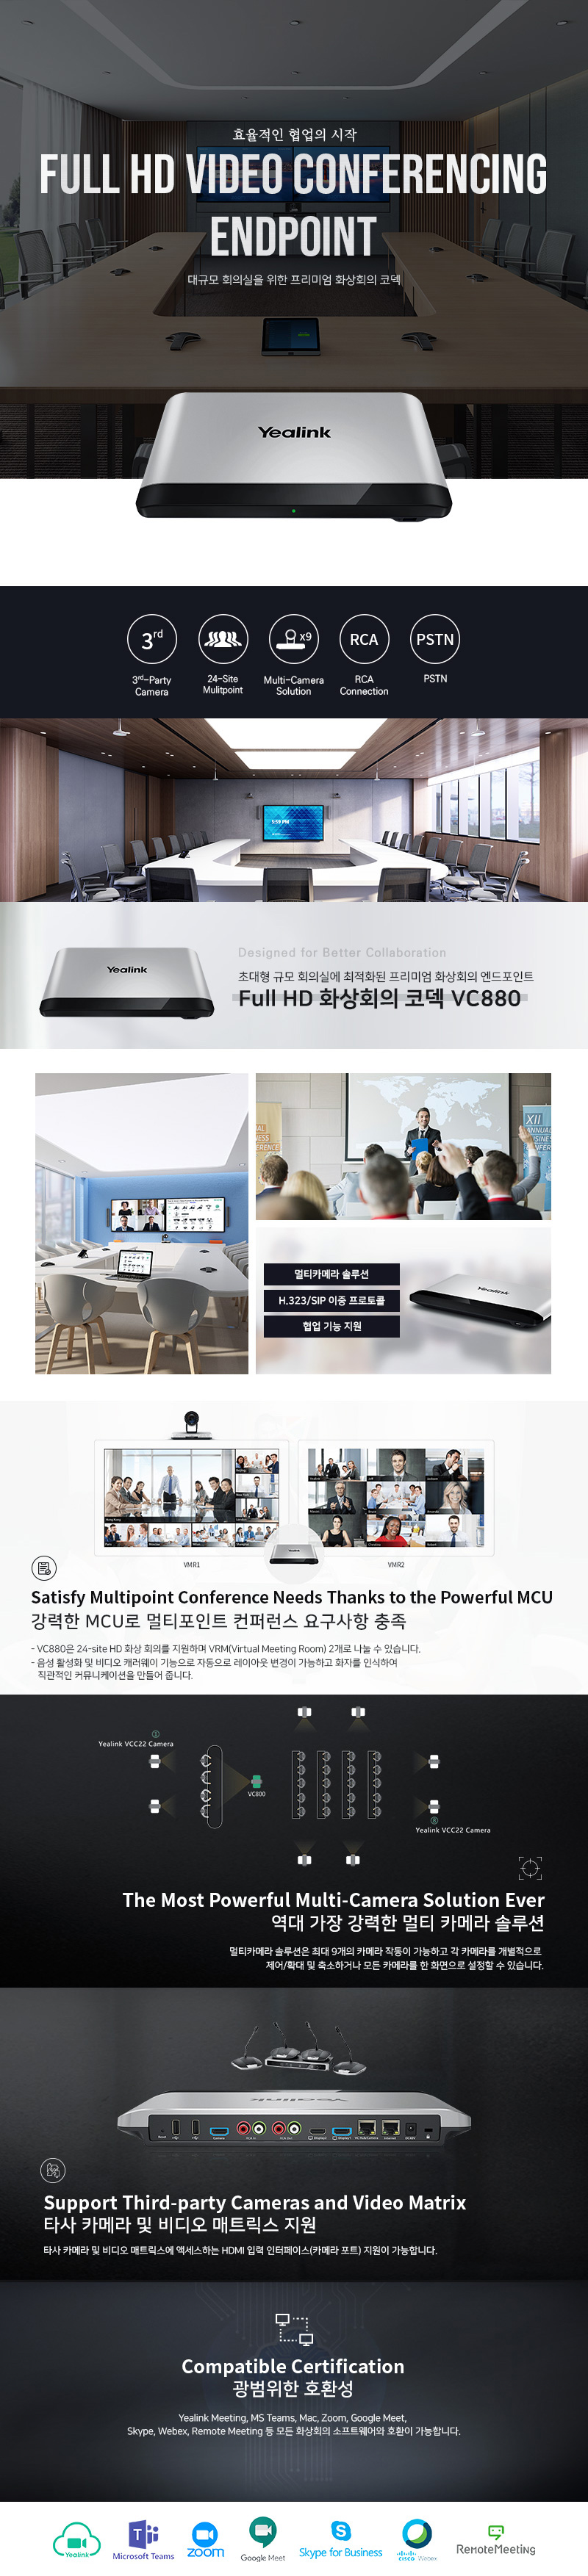 효율적인 협업의 시작
FULL HD VIDEO CONFERENCING
ENDPOINT
대규모 회의실을 위한 프리미엄 화상회의 코덱
Yealink
3rd
x9
RCA
PSTN
3rd-Party
Camera
24-Site
Mulitpoint
Multi-Camera
Solution
RCA
Connection
PSTN
5:59 PM
Yealink
Designed for Better Collaboration
초대형 규모 회의실에 최적화된 프리미엄 화상회의 엔드포인트
Full HD 화상회의 코덱 VC880
XII
멀티카메라 솔루션
H.323/SIP 이중 프로토콜
협업 기능 지원
Yealink
Yealink
VMR1
VMR2
Satisfy Multipoint Conference Needs Thanks to the Powerful MCU
강력한 MCU로 멀티포인트 컨퍼런스 요구사항 충족
- VC880은 24-site HD 화상 회의를 지원하며 VRM(Virtual Meeting Room) 2개로 나눌 수 있습니다.
- 음성 활성화 및 비디오 캐러웨이 기능으로 자동으로 레이아웃 변경이 가능하고 화자를 인식하여
직관적인 커뮤니케이션을 만들어 줍니다.
Yealink VCC22 Camera
VC800
Yealink VCC22 Camera
The Most Powerful Multi-Camera Solution Ever
역대 가장 강력한 멀티 카메라 솔루션
멀티카메라 솔루션은 최대 9개의 카메라 작동이 가능하고 각 카메라를 개별적으로
제어/확대 및 축소하거나 모든 카메라를 한 화면으로 설정할 수 있습니다.
Yealink
Support Third-party Cameras and Video Matrix
타사 카메라 및 비디오 매트릭스 지원
타사 카메라 및 비디오 매트릭스에 액세스하는 HDMI 입력 인터페이스(카메라 포트) 지원이 가능합니다.
Compatible Certification
광범위한 호환성
Yealink Meeting, MS Teams, Mac, Zoom, Google Meet,
Skype, Webex, Remote Meeting 등 모든 화상회의 소프트웨어와 호환이 가능합니다.
Yealink
Microsoft Teams
zoom
Google Meet
Skype for Business
cisco Webex
RemoteMeeting